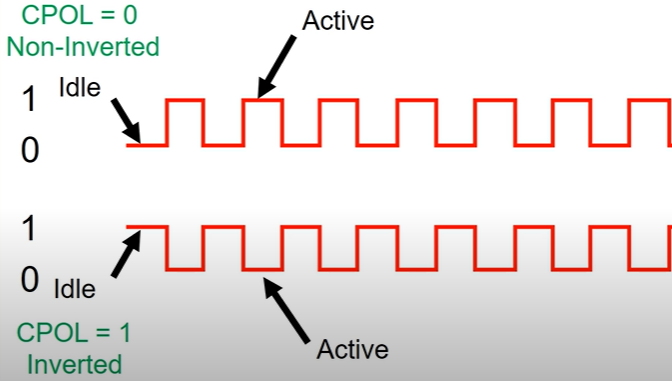 CPOL = 0
Non-Inverted
Active
Idle
1
0
1
0
Idle
CPOL = 1
Inverted
Active